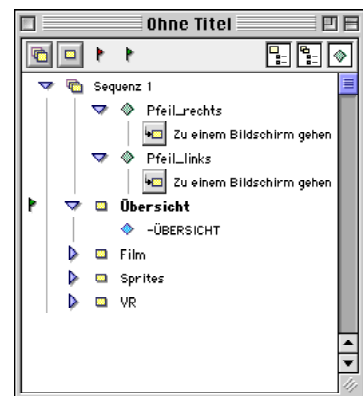 Ohne Titel
Sequenz 1
Pfeil_rechts
Zu einem Bildschirm gehen
Pfeil_links
Zu einem Bildschirm gehen
Übersicht
-ÜBERSICHT
Film
Sprites
VR